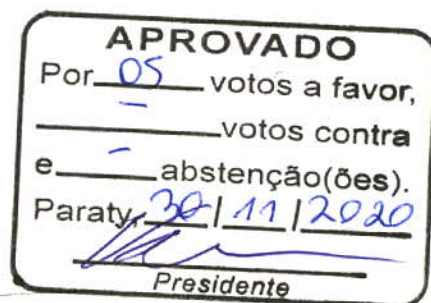 APROVADO
Por 05 votos a favor,
- votos contra
e - abstenção(ões).
Paraty, 30/11/2020
Presidente